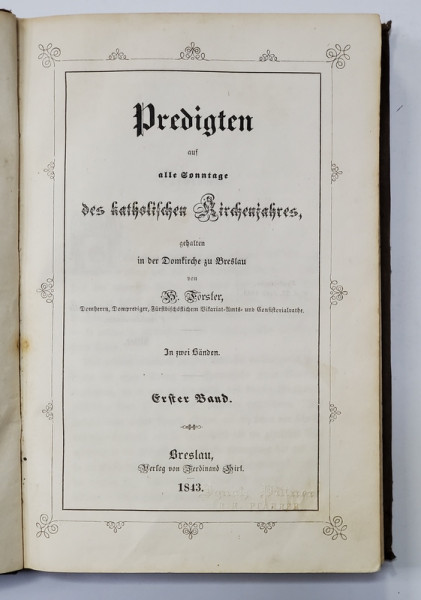 Predigten
auf
alle Sonntage
des katholischen Kirchenjahres,
gehalten
in der Domkirche zu Breslau
von
H. Förster,
Domherrn, Domprediger, Fürstbischöflichem Vikariat-Amts- und Consistorialrathe.
In zwei Bänden.
Erster Band.
Breslau,
Verlag von Ferdinand Hirt.
1843.